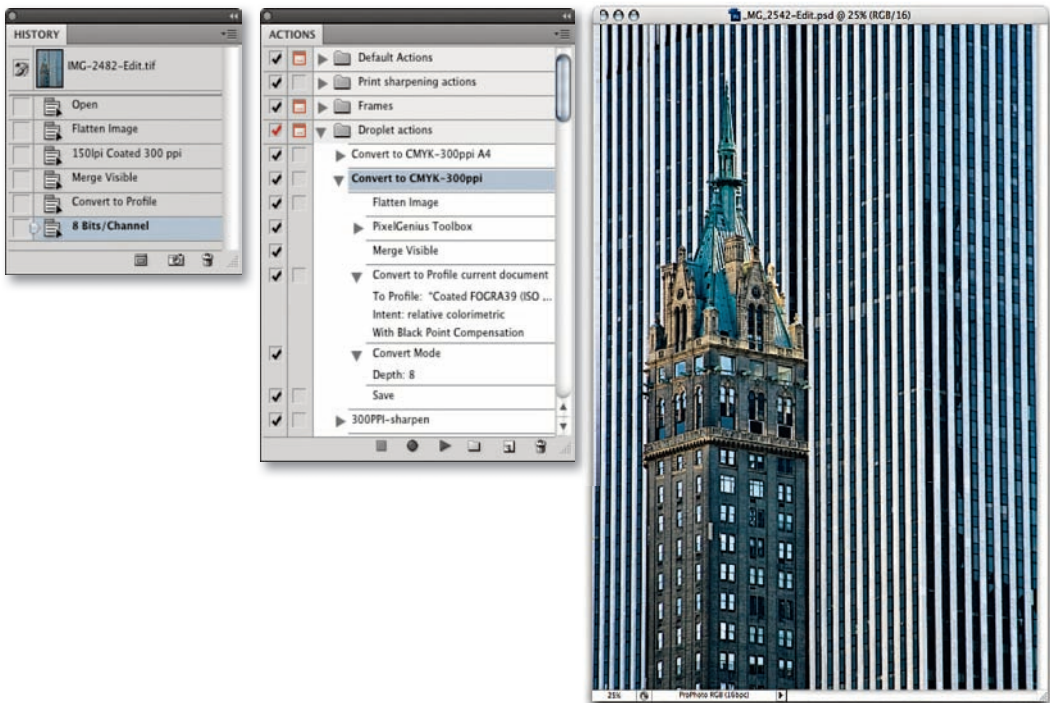 HISTORY
IMG-2482-Edit.tif
Open
Flatten Image
150lpi Coated 300 ppi
Merge Visible
Convert to Profile
8 Bits/Channel
ACTIONS
Default Actions
Print sharpening actions
Frames
Droplet actions
Convert to CMYK-300ppi A4
Convert to CMYK-300ppi
Flatten Image
PixelGenius Toolbox
Merge Visible
Convert to Profile current document
To Profile: "Coated FOGRA39 (ISO ...
Intent: relative colorimetric
With Black Point Compensation
Convert Mode
Depth: 8
Save
300PPI-sharpen
_MG_2542-Edit.psd @ 25% (RGB/16)
25%
ProPhoto RGB (16bpc)